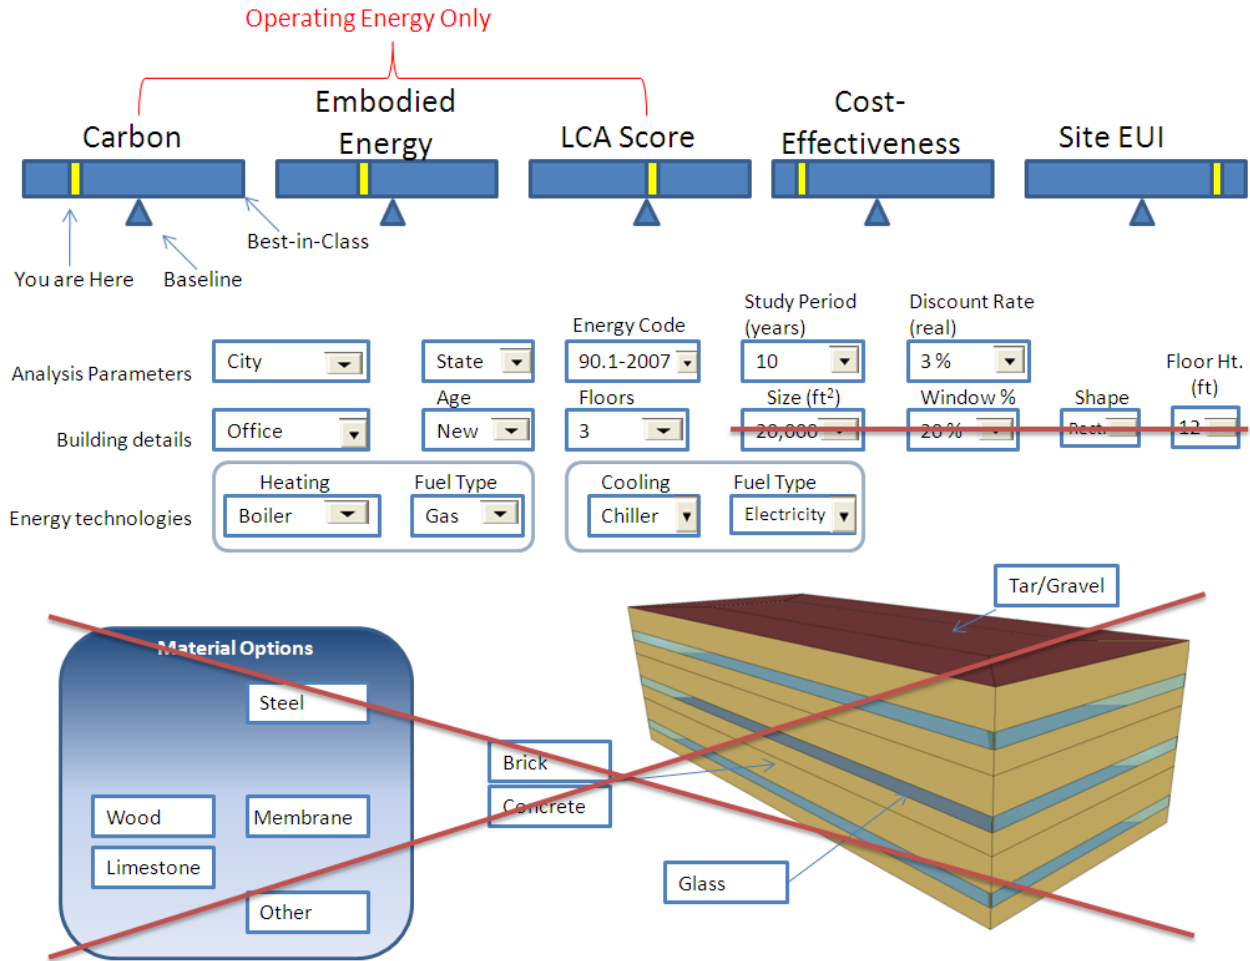 Operating Energy Only
Carbon
Embodied
Energy
LCA Score
Cost-
Effectiveness
Site EUI
Best-in-Class
You are Here
Baseline
Analysis Parameters
City
State
Energy Code
90.1-2007
Study Period
(years)
10
Discount Rate
(real)
3 %
Floor Ht.
(ft)
Building details
Office
Age
New
Floors
3
Size (ft²)
20,000
Window %
20 %
Shape
Rect.
12
Energy technologies
Heating
Boiler
Fuel Type
Gas
Cooling
Chiller
Fuel Type
Electricity
Tar/Gravel
Material Options
Steel
Brick
Concrete
Wood
Membrane
Limestone
Glass
Other